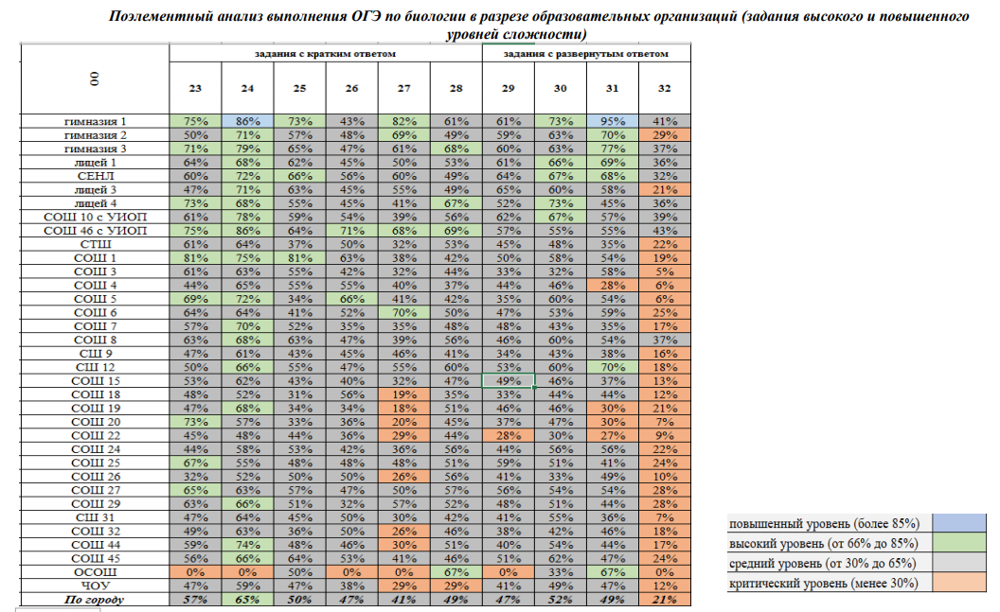 Поэлементный анализ выполнения ОГЭ по биологии в разрезе образовательных организаций (задания высокого и повышенного
уровней сложности)
ОО задания с кратким ответом задания с развернутым ответом
23 24 25 26 27 28 29 30 31 32
гимназия 1 75% 86% 73% 43% 82% 61% 61% 73% 95% 41%
гимназия 2 50% 71% 57% 48% 69% 49% 59% 63% 70% 29%
гимназия 3 71% 79% 65% 47% 61% 68% 60% 63% 77% 37%
лицей 1 64% 68% 62% 45% 50% 53% 61% 66% 69% 36%
СЕНЛ 60% 72% 66% 56% 60% 49% 64% 67% 68% 32%
лицей 3 47% 71% 63% 45% 55% 49% 65% 60% 58% 21%
лицей 4 73% 68% 55% 45% 41% 67% 52% 73% 45% 36%
СОШ 10 с УИОП 61% 78% 59% 54% 39% 56% 62% 67% 57% 39%
СОШ 46 с УИОП 75% 86% 64% 71% 68% 69% 57% 55% 55% 43%
СТШ 61% 64% 37% 50% 32% 53% 45% 48% 35% 22%
СОШ 1 81% 75% 81% 63% 38% 42% 50% 58% 54% 19%
СОШ 3 61% 63% 55% 42% 32% 44% 33% 32% 58% 5%
СОШ 4 44% 65% 55% 55% 40% 37% 44% 46% 28% 6%
СОШ 5 69% 72% 34% 66% 41% 42% 35% 60% 54% 6%
СОШ 6 64% 64% 41% 52% 70% 50% 47% 53% 59% 25%
СОШ 7 57% 70% 52% 35% 35% 48% 48% 43% 35% 17%
СОШ 8 63% 68% 63% 47% 39% 56% 46% 60% 54% 37%
СШ 9 47% 61% 43% 45% 46% 41% 34% 43% 38% 16%
СШ 12 50% 66% 55% 47% 55% 60% 53% 60% 70% 18%
СОШ 15 53% 62% 43% 40% 32% 47% 49% 46% 37% 13%
СОШ 18 48% 52% 31% 56% 19% 35% 33% 44% 44% 12%
СОШ 19 47% 68% 34% 34% 18% 51% 46% 46% 30% 21%
СОШ 20 73% 57% 33% 36% 20% 45% 37% 47% 30% 7%
СОШ 22 45% 48% 44% 36% 29% 44% 28% 30% 27% 9%
СОШ 24 44% 58% 53% 42% 36% 56% 44% 56% 56% 22%
СОШ 25 67% 55% 48% 48% 48% 51% 59% 51% 41% 24%
СОШ 26 32% 52% 50% 50% 26% 56% 41% 33% 49% 10%
СОШ 27 65% 63% 57% 47% 50% 57% 56% 54% 54% 28%
СОШ 29 63% 66% 51% 32% 57% 52% 48% 51% 44% 28%
СШ 31 47% 64% 45% 50% 30% 42% 41% 55% 36% 7%
СОШ 32 49% 63% 36% 50% 26% 46% 38% 42% 46% 18%
СОШ 44 59% 74% 48% 46% 30% 51% 40% 54% 44% 17%
СОШ 45 56% 66% 64% 53% 41% 46% 51% 62% 47% 24%
ОСОШ 0% 0% 50% 0% 0% 67% 0% 33% 67% 0%
ЧОУ 47% 59% 47% 38% 29% 29% 41% 49% 47% 12%
По городу 57% 65% 50% 47% 41% 49% 47% 52% 49% 21%
повышенный уровень (более 85%)
высокий уровень (от 66% до 85%)
средний уровень (от 30% до 65%)
критический уровень (менее 30%)